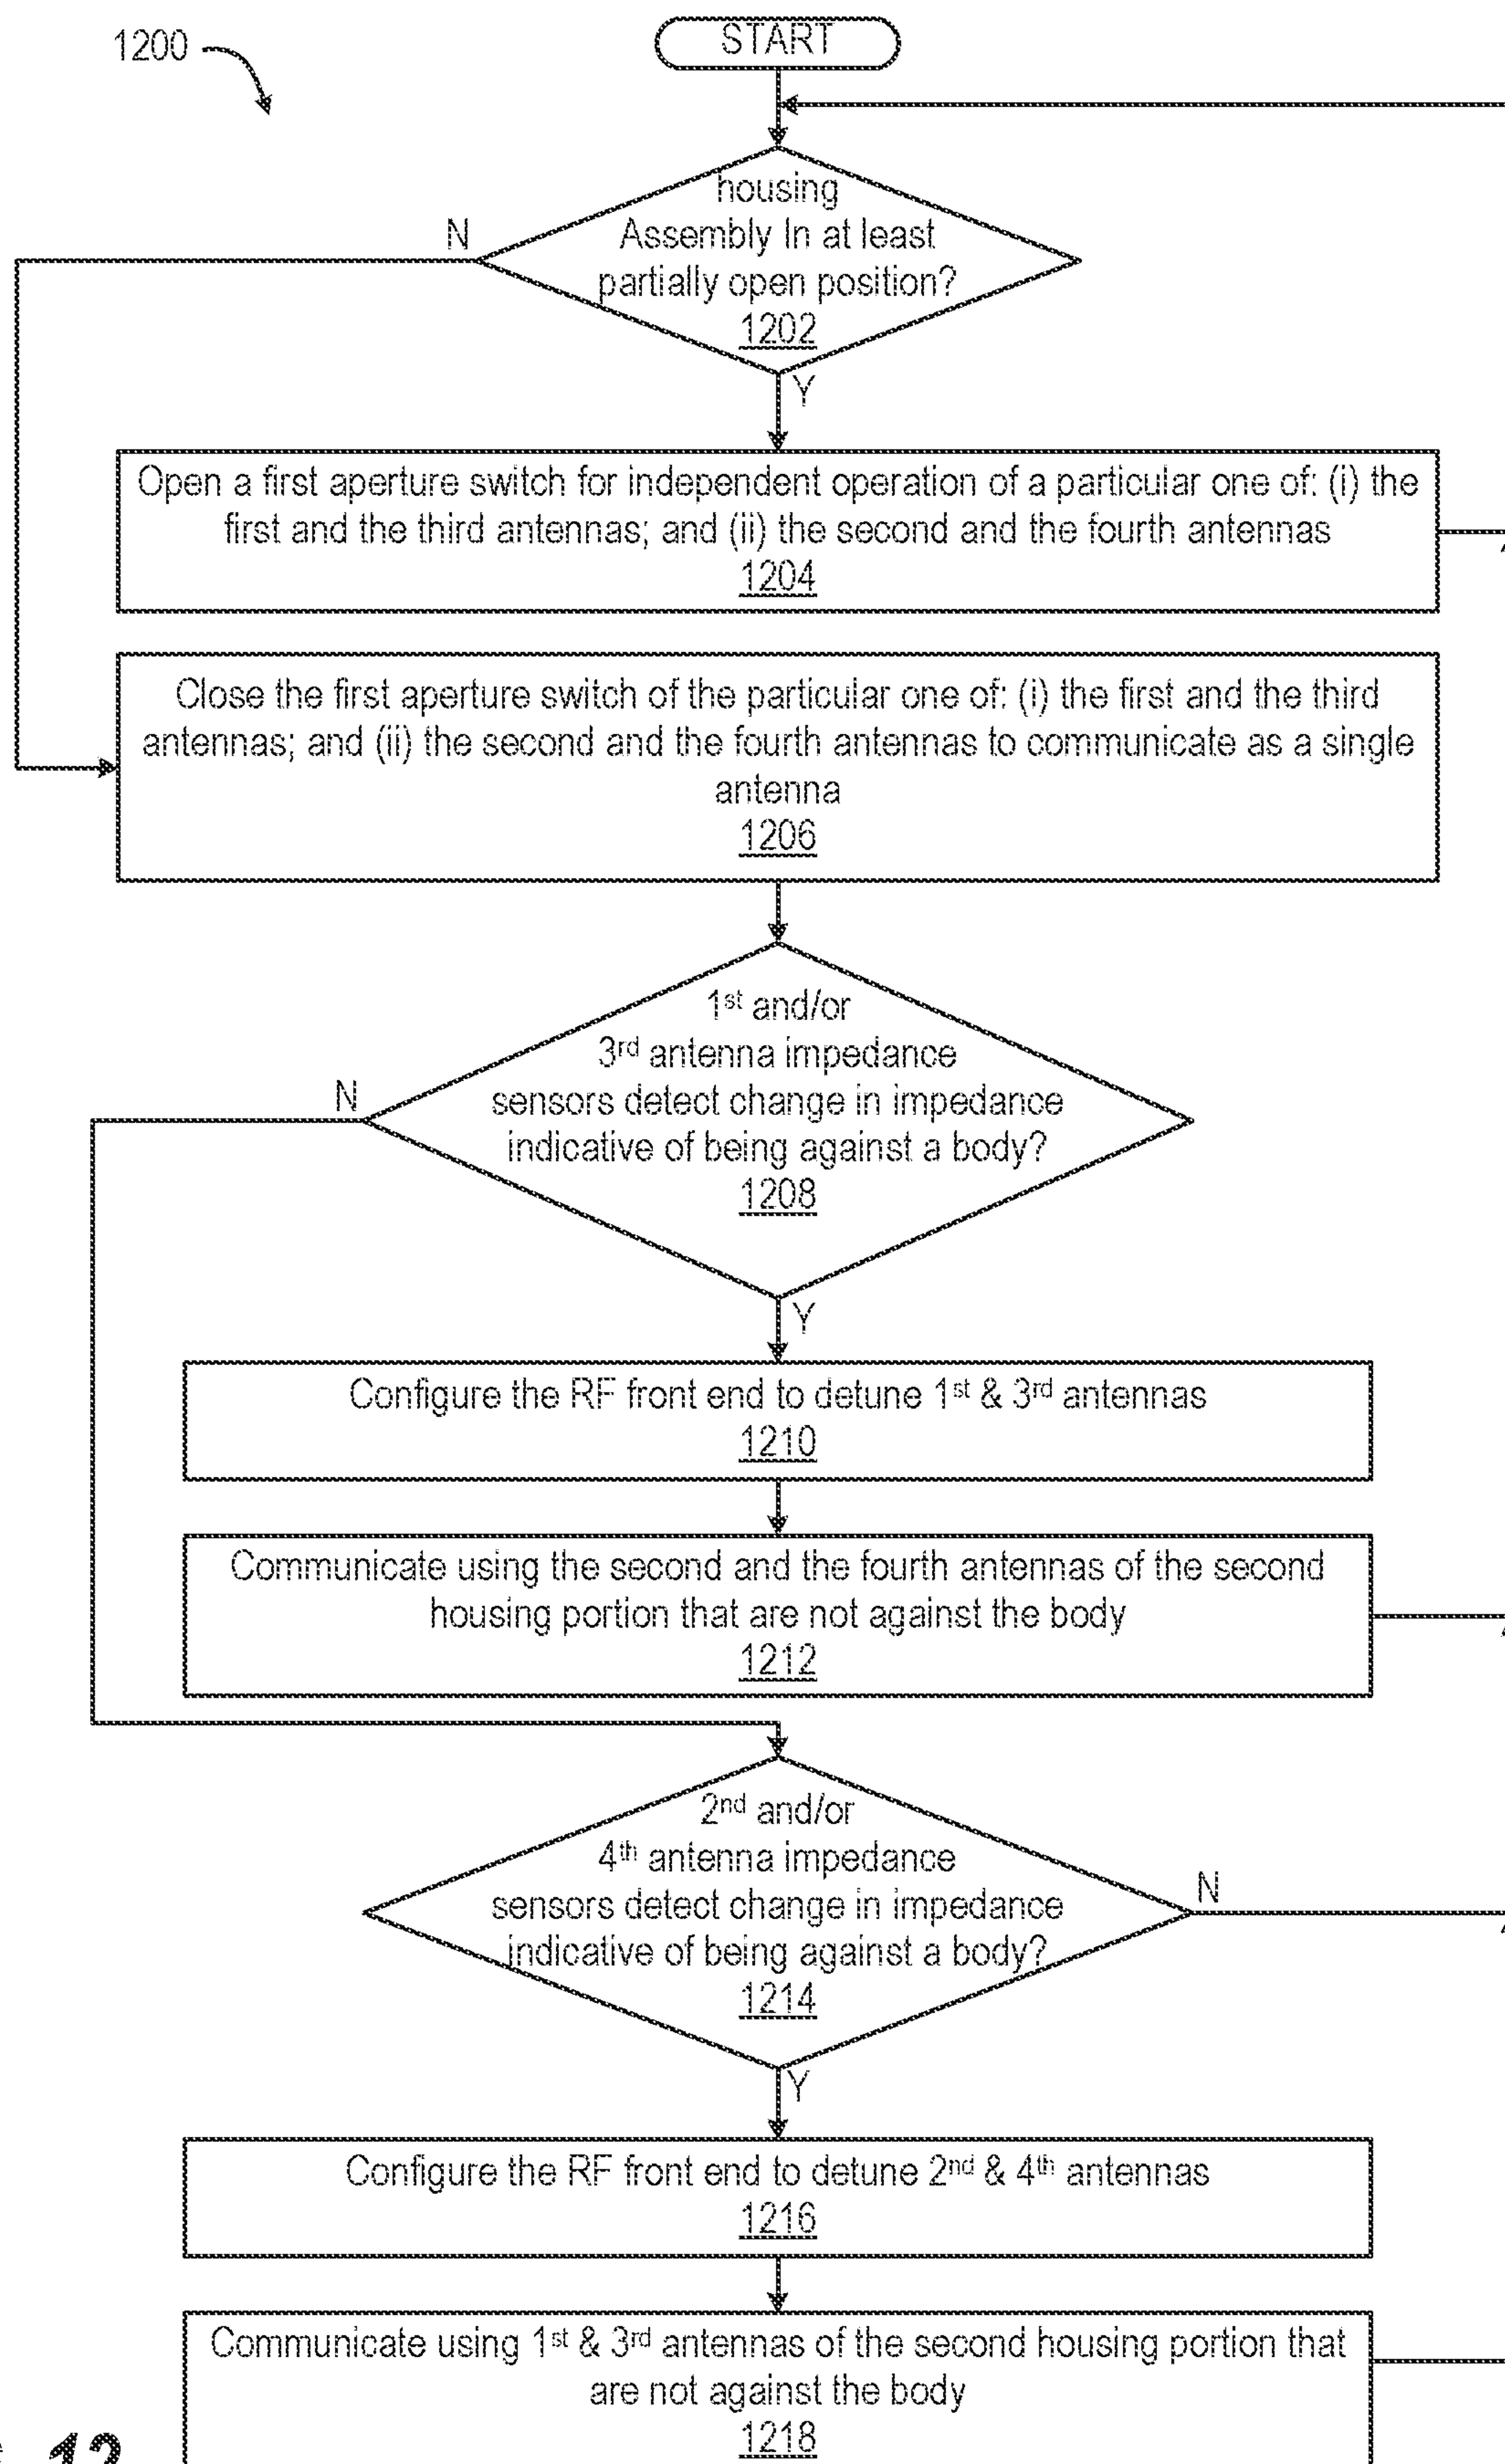 1200
START
housing
Assembly In at least
partially open position?
1202
N
Y
Open a first aperture switch for independent operation of a particular one of: (i) the
first and the third antennas; and (ii) the second and the fourth antennas
1204
Close the first aperture switch of the particular one of: (i) the first and the third
antennas; and (ii) the second and the fourth antennas to communicate as a single
antenna
1206
1st and/or
3rd antenna impedance
sensors detect change in impedance
indicative of being against a body?
1208
N
Y
Configure the RF front end to detune 1st & 3rd antennas
1210
Communicate using the second and the fourth antennas of the second
housing portion that are not against the body
1212
2nd and/or
4th antenna impedance
sensors detect change in impedance
indicative of being against a body?
1214
N
Y
Configure the RF front end to detune 2nd & 4th antennas
1216
Communicate using 1st & 3rd antennas of the second housing portion that
are not against the body
1218
12